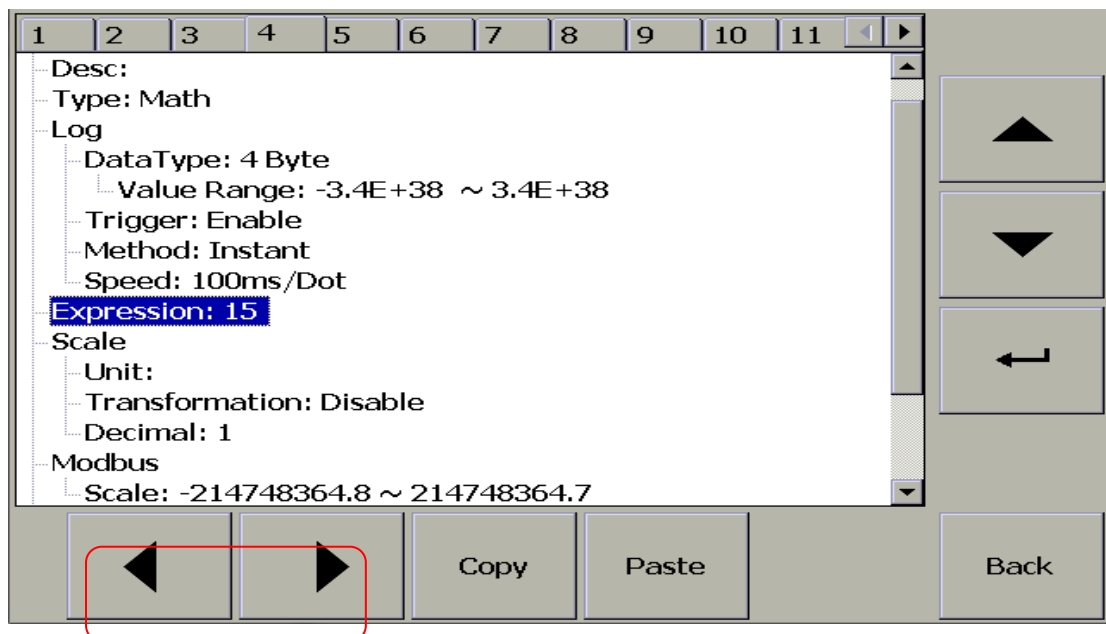 1 2 3 4 5 6 7 8 9 10 11
Desc:
Type: Math
Log
DataType: 4 Byte
Value Range: -3.4E+38 ~ 3.4E+38
Trigger: Enable
Method: Instant
Speed: 100ms/Dot
Expression: 15
Scale
Unit:
Transformation: Disable
Decimal: 1
Modbus
Scale: -214748364.8 ~ 214748364.7
Copy Paste Back